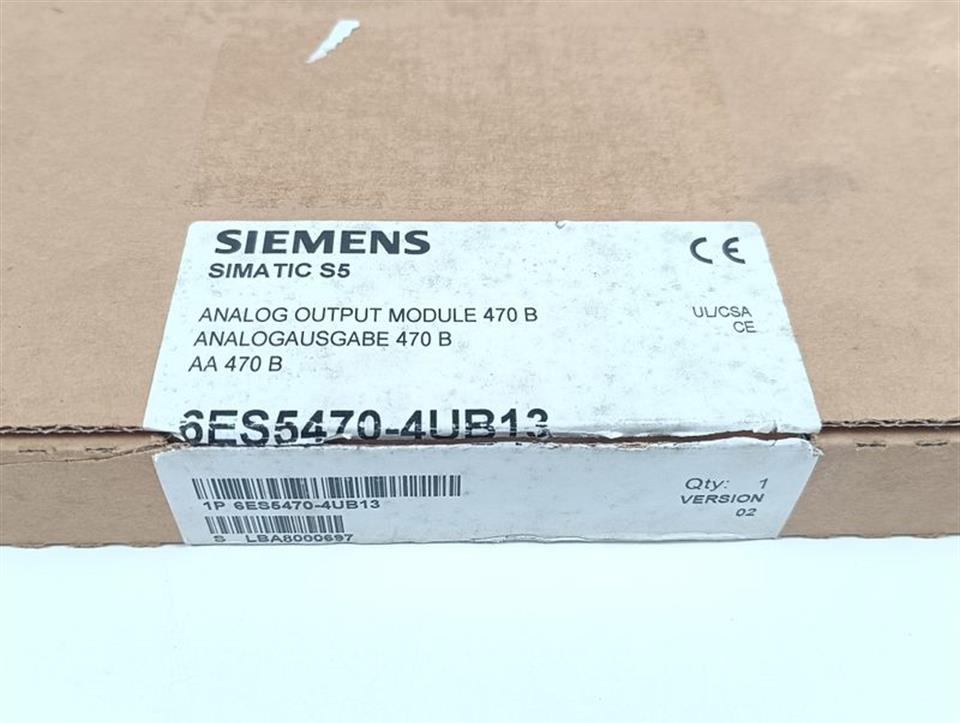 SIEMENS
SIMATIC S5
CE
ANALOG OUTPUT MODULE 470 B
ANALOGAUSGABE 470 B
AA 470 B
UL/CSA
CE
6ES5470-4UB13
1P 6ES5470-4UB13
S LBA8000697
Qty: 1
VERSION
02